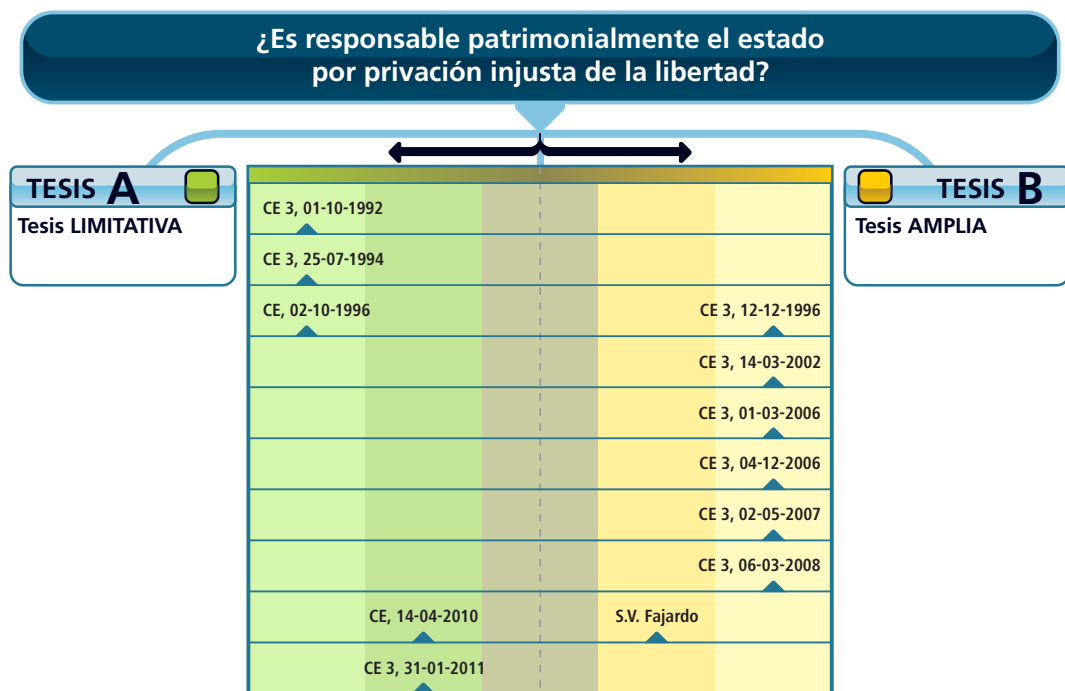 ¿Es responsable patrimonialmente el estado
por privación injusta de la libertad?
TESIS A
Tesis LIMITATIVA
TESIS B
Tesis AMPLIA
CE 3, 01-10-1992
CE 3, 25-07-1994
CE, 02-10-1996
CE 3, 12-12-1996
CE 3, 14-03-2002
CE 3, 01-03-2006
CE 3, 04-12-2006
CE 3, 02-05-2007
CE 3, 06-03-2008
CE, 14-04-2010
S.V. Fajardo
CE 3, 31-01-2011